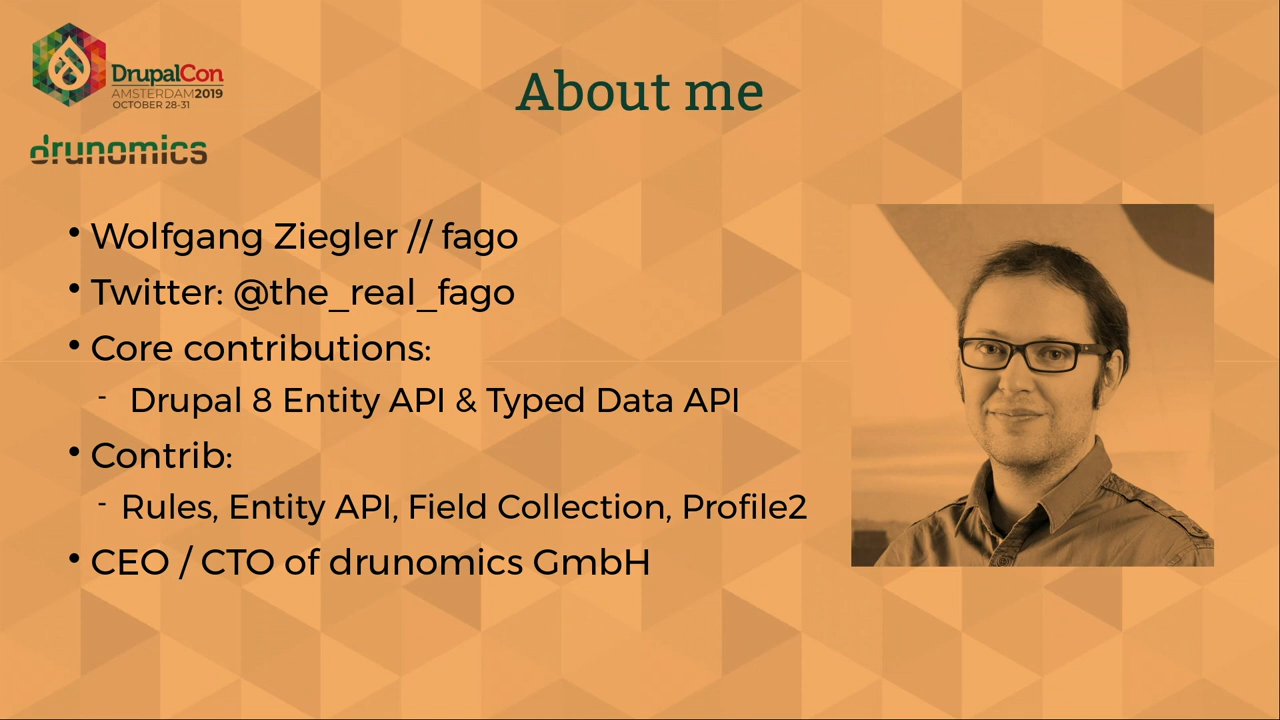 DrupalCon
AMSTERDAM2019
OCTOBER 28-31
drunomics
About me
• Wolfgang Ziegler // fago
• Twitter: @the_real_fago
• Core contributions:
- Drupal 8 Entity API & Typed Data API
• Contrib:
- Rules, Entity API, Field Collection, Profile2
• CEO / CTO of drunomics GmbH